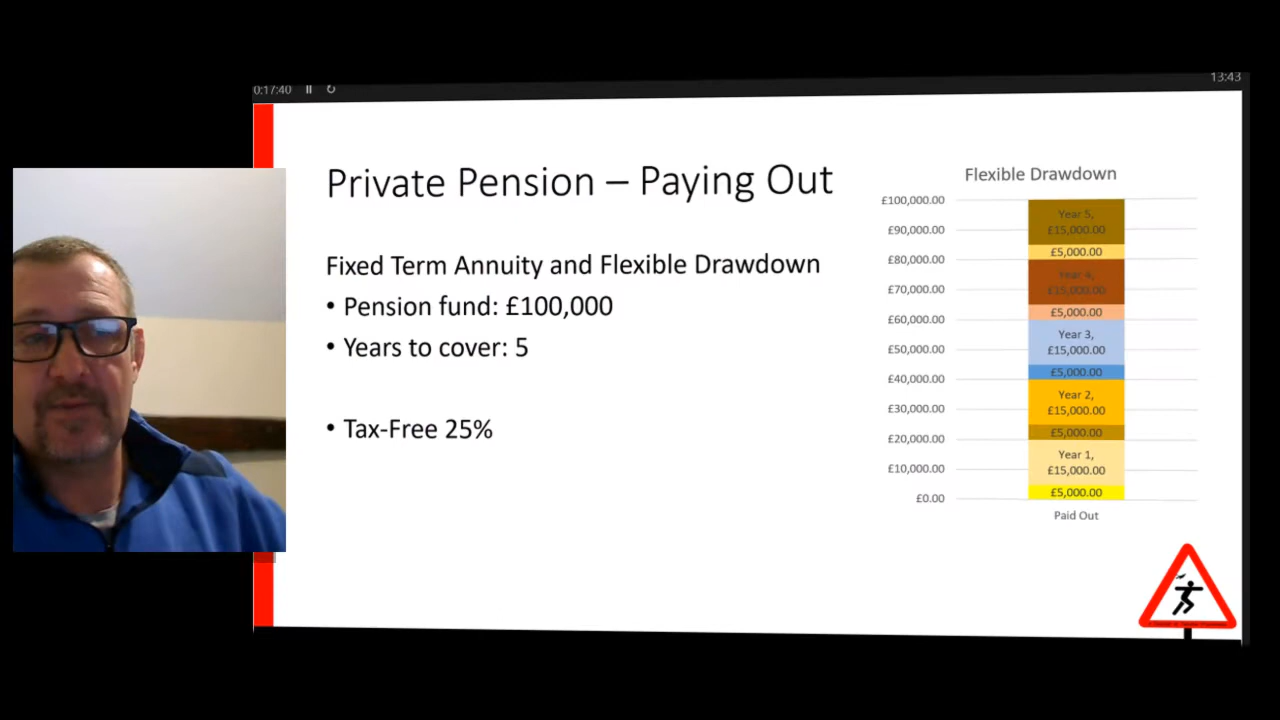 0:17:40
13:43
Private Pension – Paying Out
Fixed Term Annuity and Flexible Drawdown
• Pension fund: £100,000
• Years to cover: 5
• Tax-Free 25%
Flexible Drawdown
£100,000.00
£90,000.00
£80,000.00
£70,000.00
£60,000.00
£50,000.00
£40,000.00
£30,000.00
£20,000.00
£10,000.00
£0.00
Year 5,
£15,000.00
£5,000.00
Year 4,
£15,000.00
£5,000.00
Year 3,
£15,000.00
£5,000.00
Year 2,
£15,000.00
£5,000.00
Year 1,
£15,000.00
£5,000.00
Paid Out